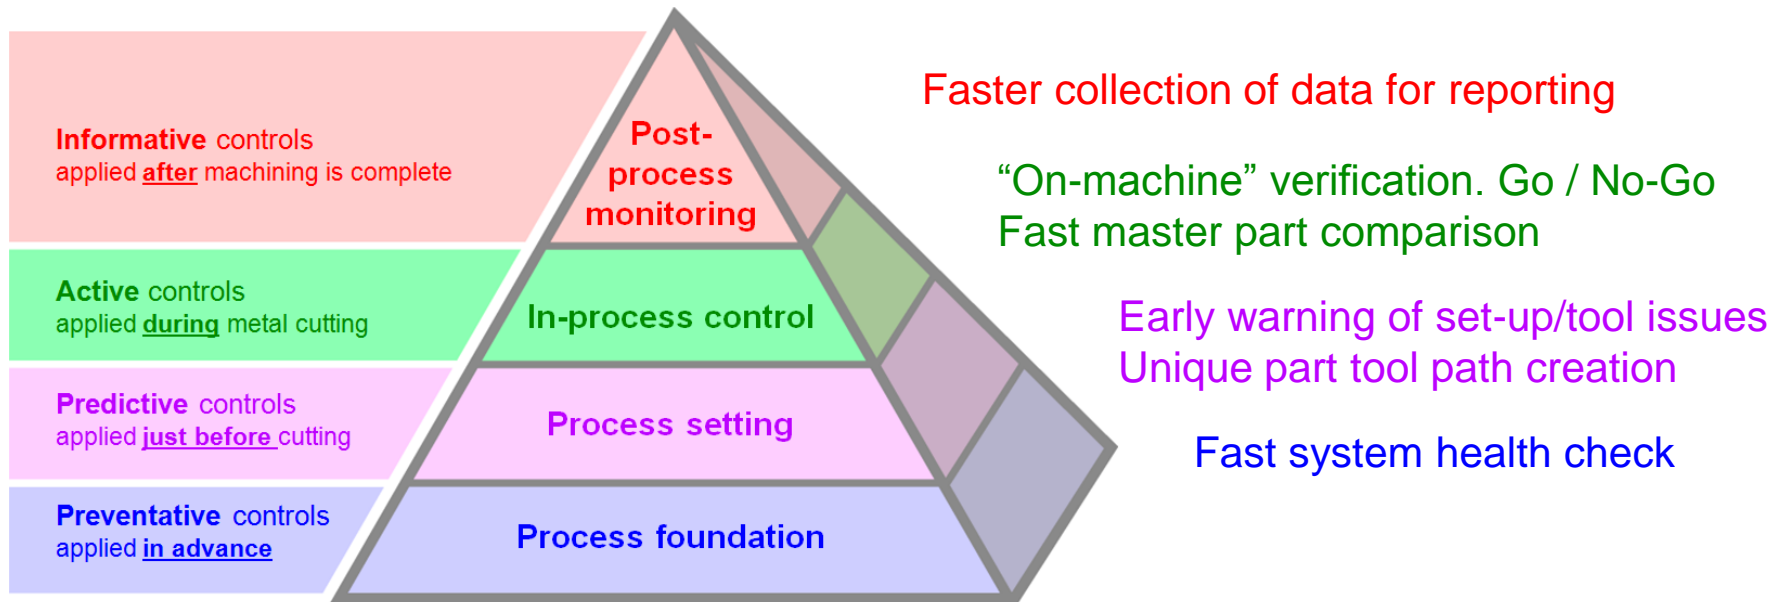 Informative controls
applied after machining is complete
Post-
process
monitoring
Faster collection of data for reporting
“On-machine” verification. Go / No-Go
Fast master part comparison
Active controls
applied during metal cutting
In-process control
Early warning of set-up/tool issues
Unique part tool path creation
Predictive controls
applied just before cutting
Process setting
Fast system health check
Preventative controls
applied in advance
Process foundation